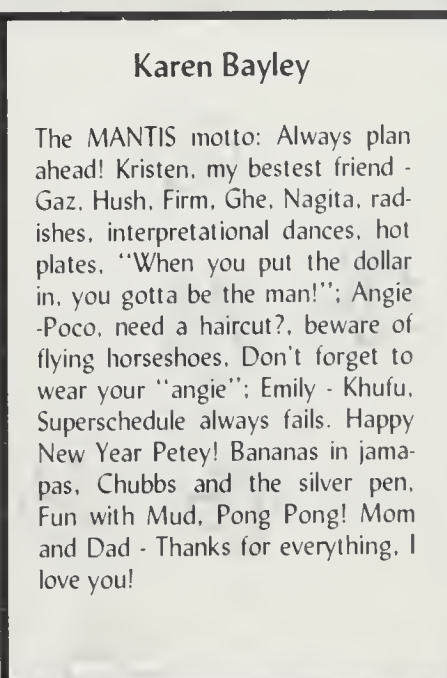 Karen Bayley
The MANTIS motto: Always plan
ahead! Kristen, my bestest friend -
Gaz, Hush, Firm, Ghe, Nagita, rad-
ishes, interpretational dances, hot
plates, "When you put the dollar
in, you gotta be the man!"; Angie
-Poco, need a haircut?, beware of
flying horseshoes, Don't forget to
wear your "angie"; Emily - Khufu,
Superschedule always fails. Happy
New Year Petey! Bananas in jama-
pas, Chubbs and the silver pen,
Fun with Mud, Pong Pong! Mom
and Dad - Thanks for everything, I
love you!